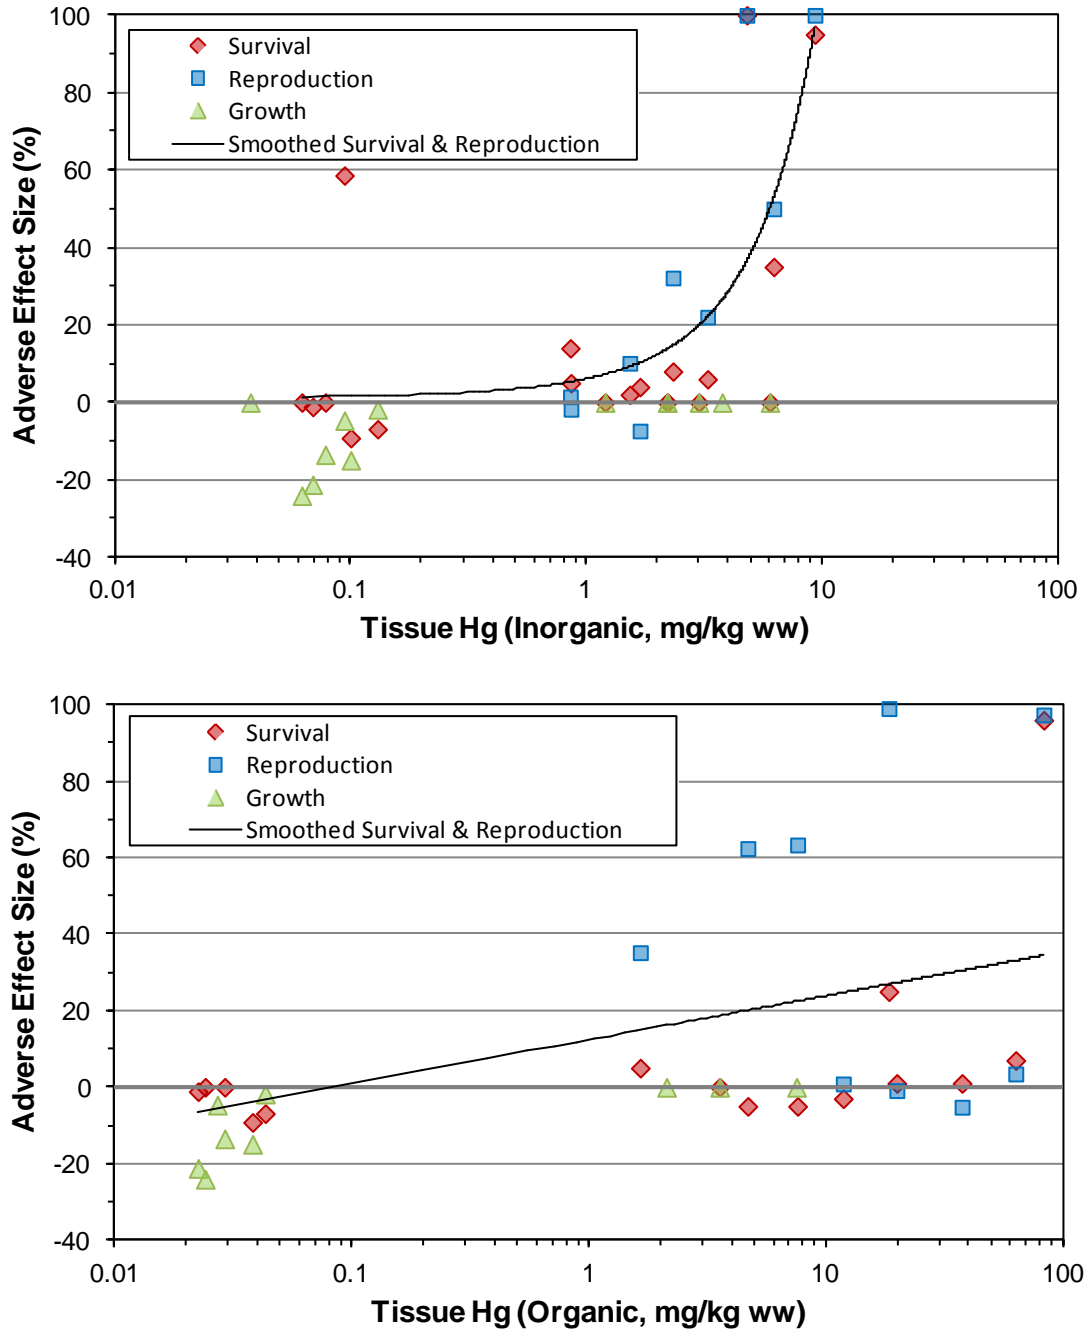 100
80
60
40
20
0
-20
-40
Adverse Effect Size (%)
Survival
Reproduction
Growth
Smoothed Survival & Reproduction
0.01 0.1 1 10 100
Tissue Hg (Inorganic, mg/kg ww)
100
80
60
40
20
0
-20
-40
Adverse Effect Size (%)
Survival
Reproduction
Growth
Smoothed Survival & Reproduction
0.01 0.1 1 10 100
Tissue Hg (Organic, mg/kg ww)